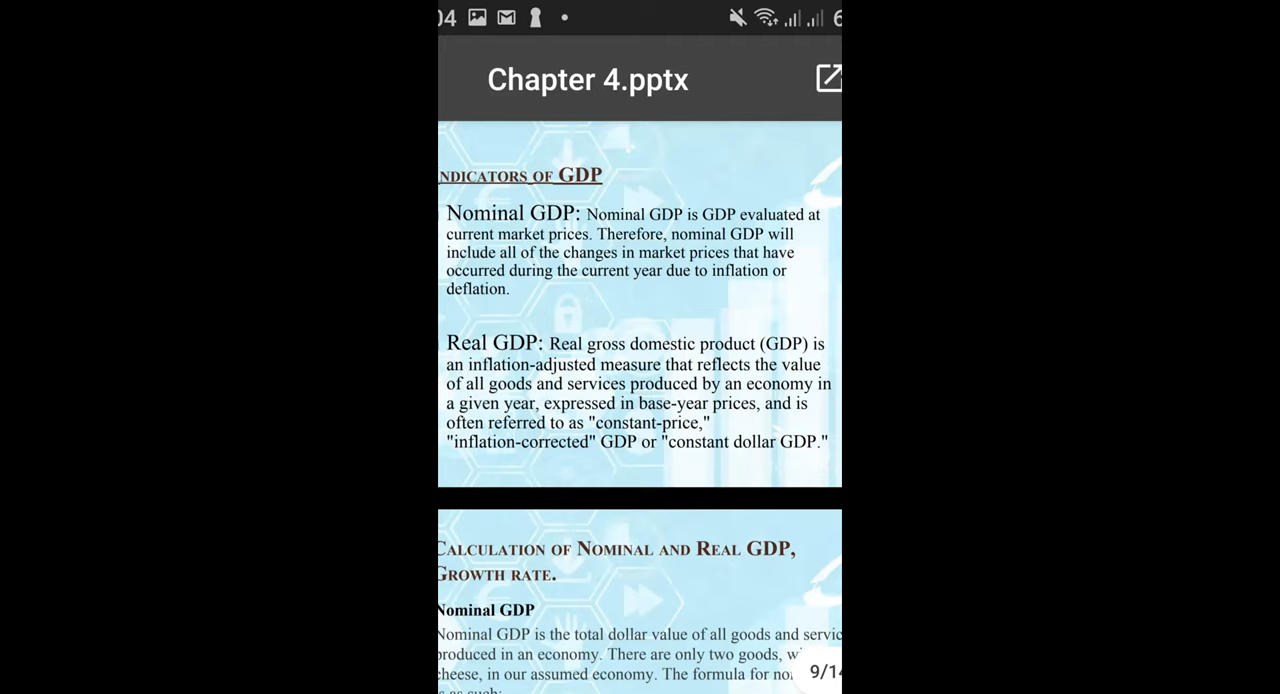 04
6
Chapter 4.pptx
NDICATORS OF GDP
Nominal GDP: Nominal GDP is GDP evaluated at
current market prices. Therefore, nominal GDP will
include all of the changes in market prices that have
occurred during the current year due to inflation or
deflation.
Real GDP: Real gross domestic product (GDP) is
an inflation-adjusted measure that reflects the value
of all goods and services produced by an economy in
a given year, expressed in base-year prices, and is
often referred to as "constant-price,"
"inflation-corrected" GDP or "constant dollar GDP."
CALCULATION OF NOMINAL AND REAL GDP,
GROWTH RATE.
Nominal GDP
Nominal GDP is the total dollar value of all goods and servic
produced in an economy. There are only two goods, w
cheese, in our assumed economy. The formula for no
9/14